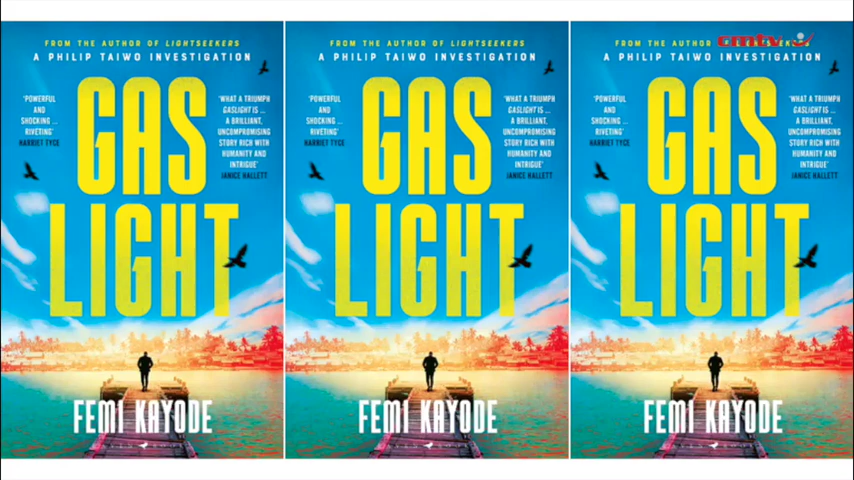 FROM THE AUTHOR OF LIGHTSEEKERS
A PHILIP TAIWO INVESTIGATION
GAS
LIGHT
'POWERFUL
AND
SHOCKING ...
RIVETING'
HARRIET TYCE
'WHAT A TRIUMPH
GASLIGHT IS ...
A BRILLIANT,
UNCOMPROMISING
STORY RICH WITH
HUMANITY AND
INTRIGUE'
JANICE HALLETT
FEMI KAYODE
FROM THE AUTHOR OF LIGHTSEEKERS
A PHILIP TAIWO INVESTIGATION
GAS
LIGHT
'POWERFUL
AND
SHOCKING ...
RIVETING'
HARRIET TYCE
'WHAT A TRIUMPH
GASLIGHT IS ...
A BRILLIANT,
UNCOMPROMISING
STORY RICH WITH
HUMANITY AND
INTRIGUE'
JANICE HALLETT
FEMI KAYODE
FROM THE AUTHOR
cmtv
A PHILIP TAIWO INVESTIGATION
GAS
LIGHT
'POWERFUL
AND
SHOCKING ...
RIVETING'
HARRIET TYCE
'WHAT A TRIUMPH
GASLIGHT IS ...
A BRILLIANT,
UNCOMPROMISING
STORY RICH WITH
HUMANITY AND
INTRIGUE'
JANICE HALLETT
FEMI KAYODE